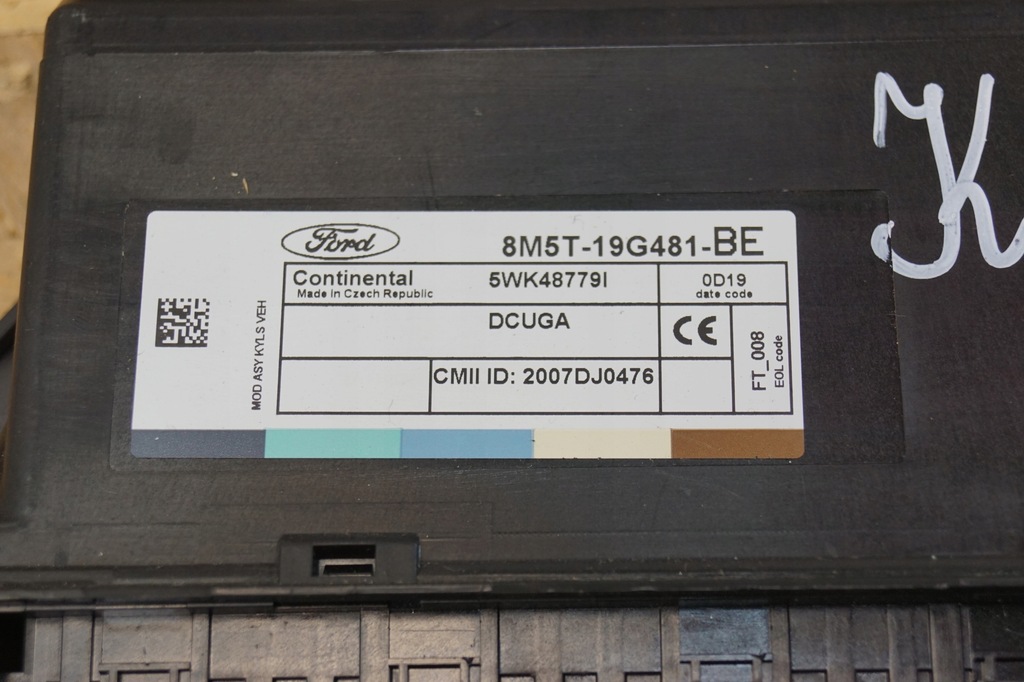 Ford
8M5T-19G481-BE
Continental
Made in Czech Republic
5WK48779I
0D19
date code
DCUGA
CE
CMII ID: 2007DJ0476
FT_008
EOL code
MOD ASY KYLS VEH